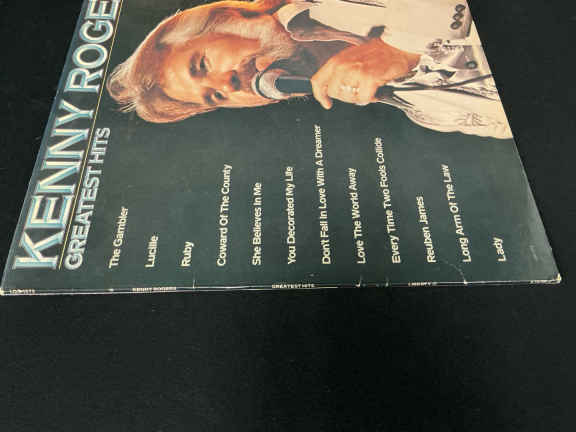 KENNY ROGE
GREATEST HITS
The Gambler
Lucille
Ruby
Coward Of The County
She Believes In Me
You Decorated My Life
Don't Fall In Love With A Dreamer
Love The World Away
Every Time Two Fools Collide
Reuben James
Long Arm Of The Law
Lady
KENNY ROGERS
GREATEST HITS